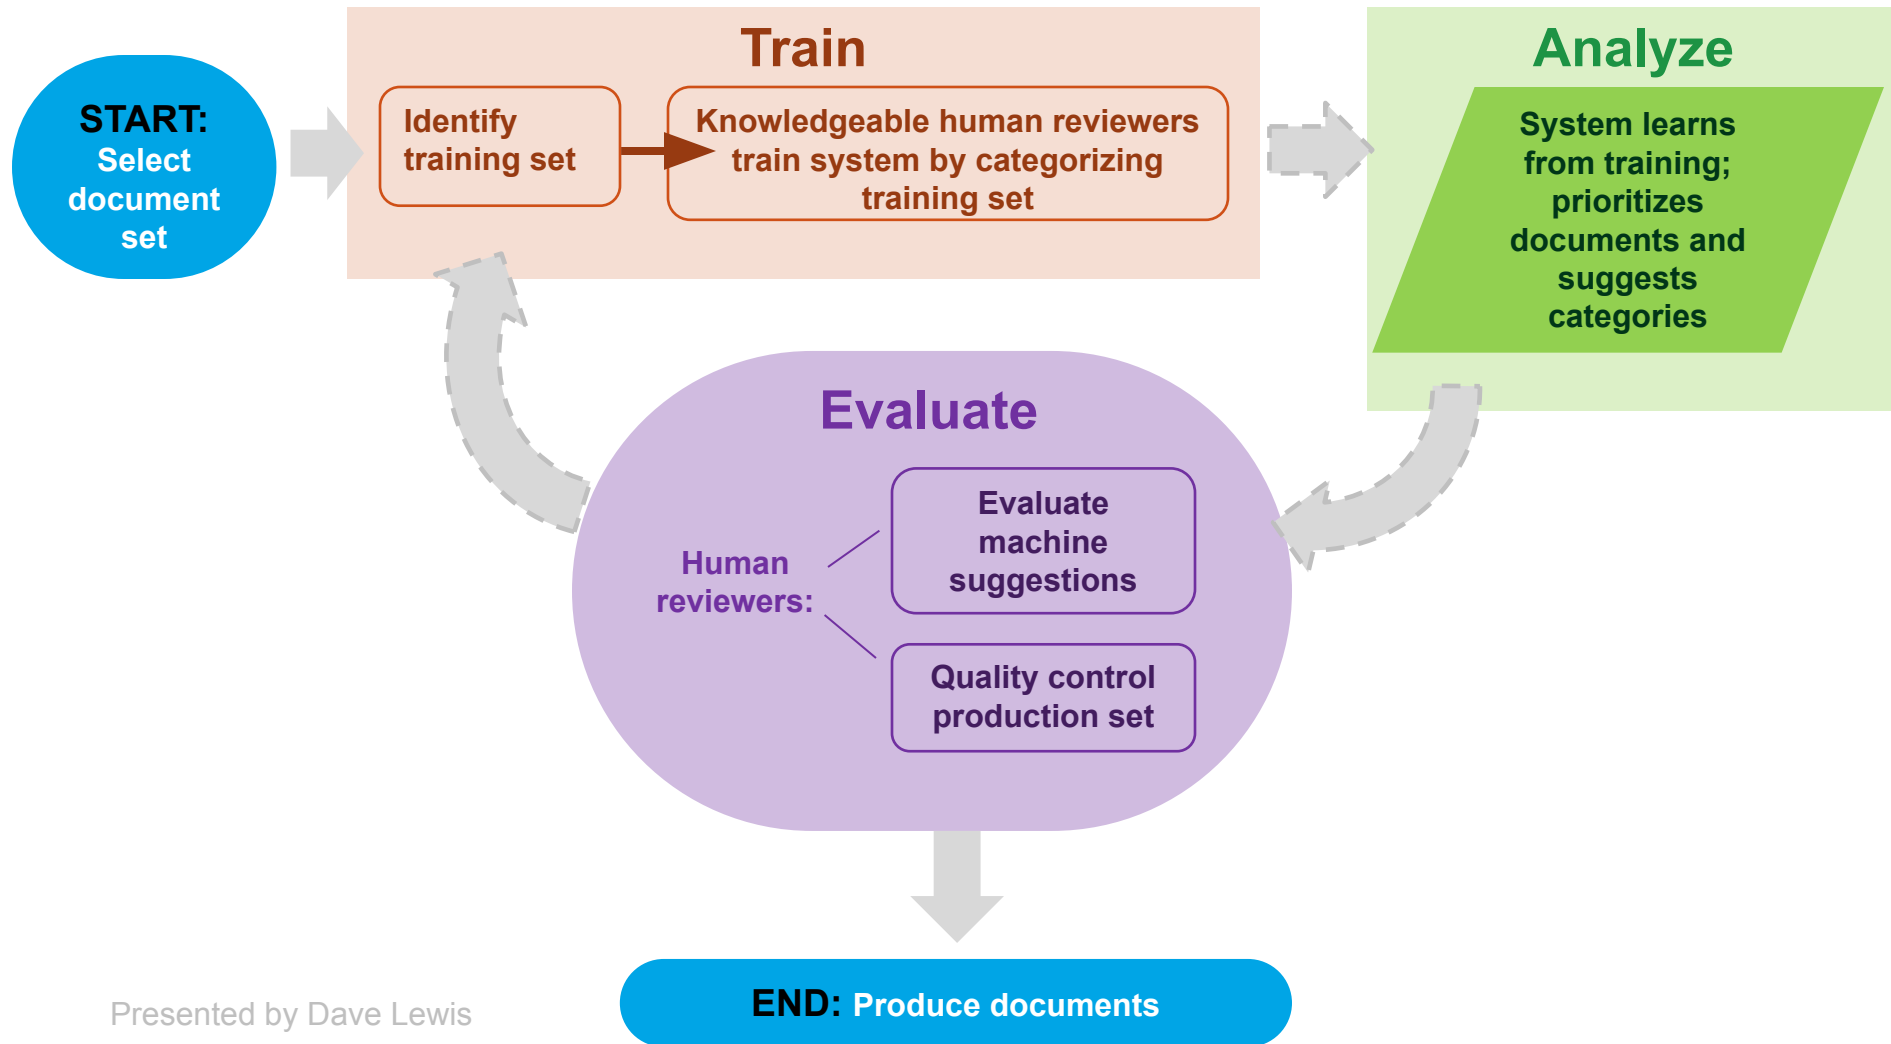 Train
START:
Select
document
set
Identify
training set
Knowledgeable human reviewers
train system by categorizing
training set
Analyze
System learns
from training;
prioritizes
documents and
suggests
categories
Evaluate
Human
reviewers:
Evaluate
machine
suggestions
Quality control
production set
END: Produce documents
Presented by Dave Lewis